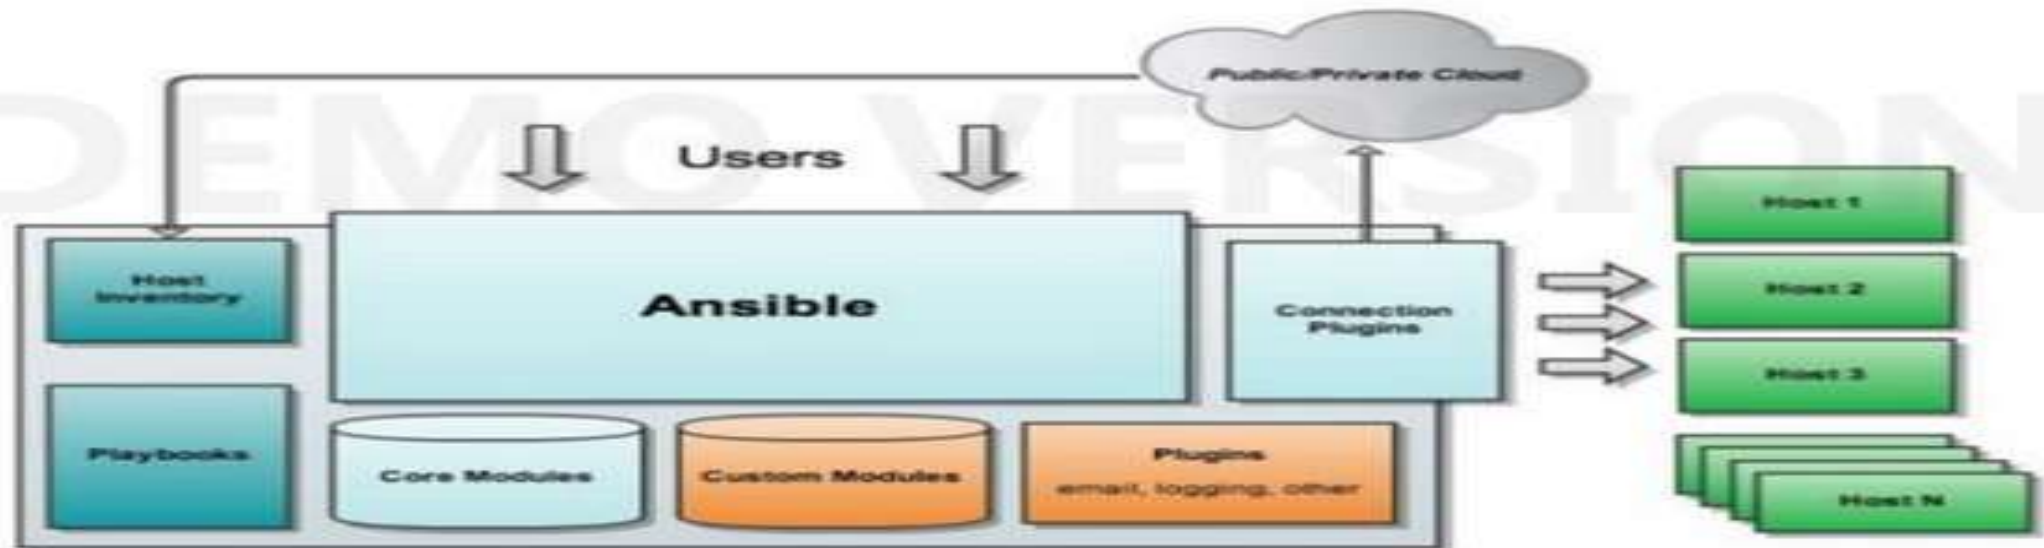 DEMO VERSION
Public/Private Cloud
Users
Host
Inventory
Ansible
Connection
Plugins
Host 1
Host 2
Host 3
Host N
Playbooks
Core Modules
Custom Modules
Plugins
email, logging, other